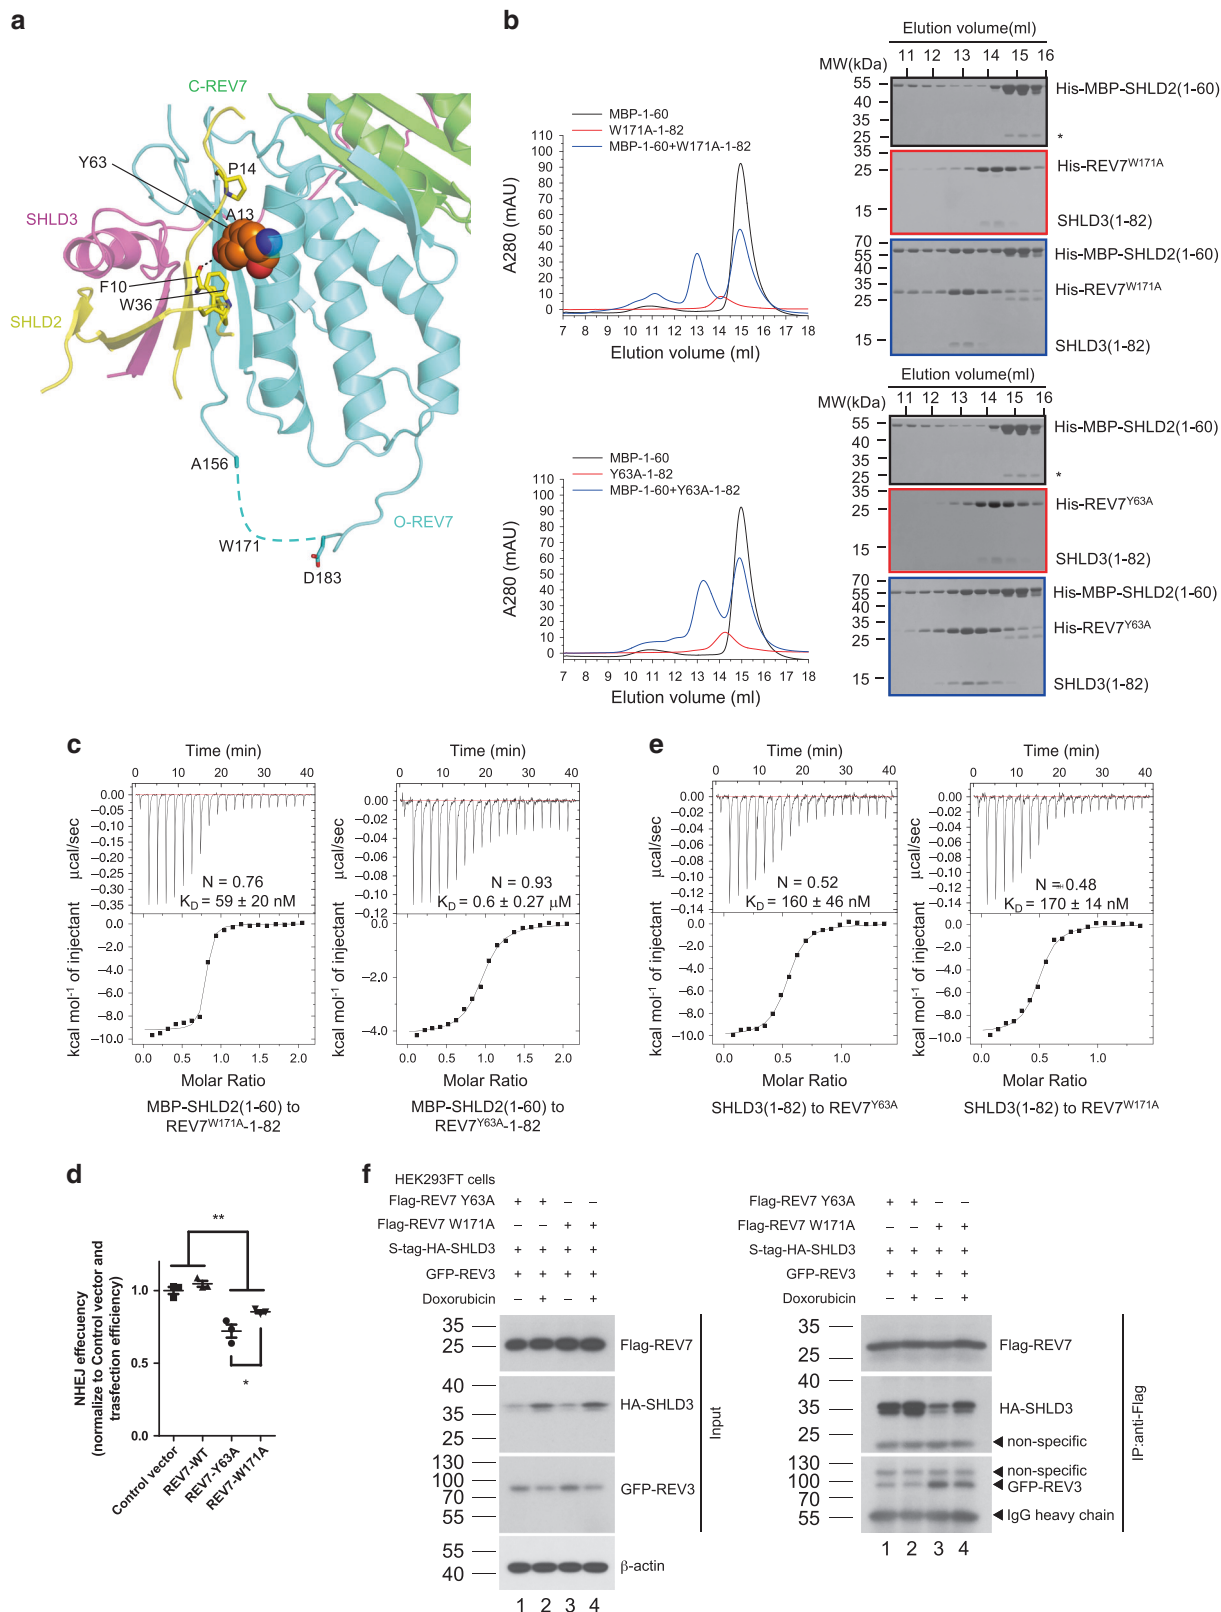 a
C-REV7
Y63
P14
A13
SHLD3
F10
W36
SHLD2
A156
W171
O-REV7
D183
b
MBP-1-60
W171A-1-82
MBP-1-60+W171A-1-82
A280 (mAU)
110
100
90
80
70
60
50
40
30
20
10
0
7 8 9 10 11 12 13 14 15 16 17 18
Elution volume (ml)
Elution volume(ml)
11 12 13 14 15 16
MW(kDa)
55
40
35
25
His-MBP-SHLD2(1-60)
*
35
25
15
His-REV7W171A
SHLD3(1-82)
70
55
40
35
25
15
His-MBP-SHLD2(1-60)
His-REV7W171A
SHLD3(1-82)
MBP-1-60
Y63A-1-82
MBP-1-60+Y63A-1-82
A280 (mAU)
110
100
90
80
70
60
50
40
30
20
10
0
7 8 9 10 11 12 13 14 15 16 17 18
Elution volume (ml)
Elution volume(ml)
11 12 13 14 15 16
MW(kDa)
55
40
35
25
His-MBP-SHLD2(1-60)
*
35
25
15
His-REV7Y63A
SHLD3(1-82)
70
55
40
35
25
15
His-MBP-SHLD2(1-60)
His-REV7Y63A
SHLD3(1-82)
c
Time (min)
0 10 20 30 40
µcal/sec
0.00
−0.05
−0.10
−0.15
−0.20
−0.25
−0.30
−0.35
N = 0.76
KD = 59 ± 20 nM
kcal mol-1 of injectant
0.0
−2.0
−4.0
−6.0
−8.0
−10.0
0.0 0.5 1.0 1.5 2.0
Molar Ratio
MBP-SHLD2(1-60) to
REV7W171A-1-82
Time (min)
0 10 20 30 40
µcal/sec
0.00
−0.02
−0.04
−0.06
−0.08
−0.10
−0.12
N = 0.93
KD = 0.6 ± 0.27 µM
kcal mol-1 of injectant
0.0
−2.0
−4.0
0.0 0.5 1.0 1.5 2.0
Molar Ratio
MBP-SHLD2(1-60) to
REV7Y63A-1-82
e
Time (min)
0 10 20 30 40
µcal/sec
0.00
−0.02
−0.04
−0.06
−0.08
−0.10
−0.12
−0.14
N = 0.52
KD = 160 ± 46 nM
kcal mol-1 of injectant
0.0
−2.0
−4.0
−6.0
−8.0
−10.0
0.0 0.5 1.0
Molar Ratio
SHLD3(1-82) to REV7Y63A
Time (min)
0 10 20 30 40
µcal/sec
0.00
−0.02
−0.04
−0.06
−0.08
−0.10
−0.12
−0.14
N = 0.48
KD = 170 ± 14 nM
kcal mol-1 of injectant
0.0
−2.0
−4.0
−6.0
−8.0
−10.0
0.0 0.5 1.0
Molar Ratio
SHLD3(1-82) to REV7W171A
d
NHEJ effecuency
(normalize to Control vector and
trasfection efficiency)
1.0
0.5
0.0
**
*
Control vector
REV7-WT
REV7-Y63A
REV7-W171A
f
HEK293FT cells
Flag-REV7 Y63A + + – –
Flag-REV7 W171A – – + +
S-tag-HA-SHLD3 + + + +
GFP-REV3 + + + +
Doxorubicin – + – +
35
25
Flag-REV7
40
35
25
HA-SHLD3
130
100
70
55
GFP-REV3
55
40
β-actin
1 2 3 4
Input
Flag-REV7 Y63A + + – –
Flag-REV7 W171A – – + +
S-tag-HA-SHLD3 + + + +
GFP-REV3 + + + +
Doxorubicin – + – +
35
25
Flag-REV7
40
35
25
HA-SHLD3
non-specific
130
100
70
55
non-specific
GFP-REV3
IgG heavy chain
1 2 3 4
IP:anti-Flag